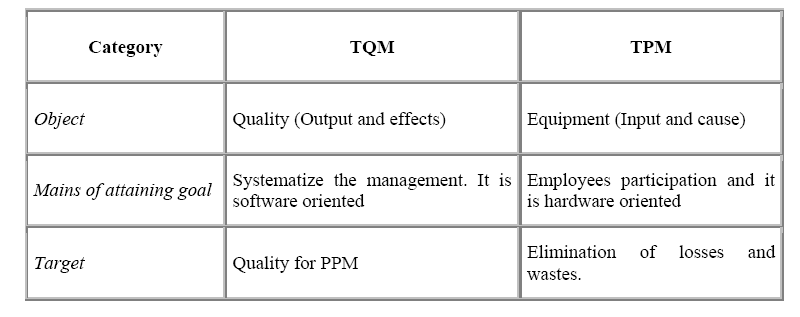 Category TQM TPM
Object Quality (Output and effects) Equipment (Input and cause)
Mains of attaining goal Systematize the management. It is software oriented Employees participation and it is hardware oriented
Target Quality for PPM Elimination of losses and wastes.